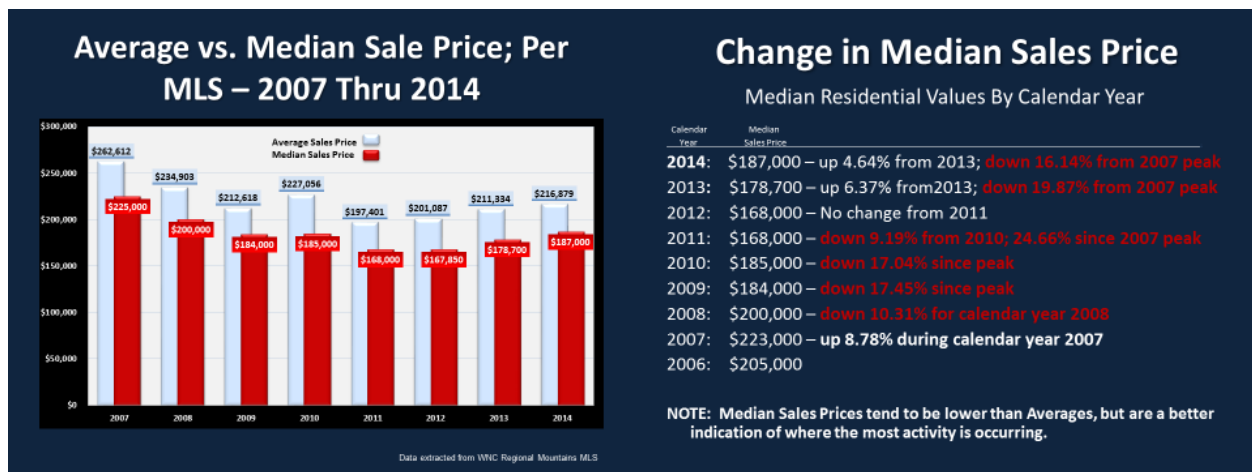 Average vs. Median Sale Price; Per
MLS – 2007 Thru 2014
$300,000
$250,000
$200,000
$150,000
$100,000
$50,000
$0
Average Sales Price
Median Sales Price
$262,612
$225,000
$234,903
$200,000
$212,618
$184,000
$227,056
$185,000
$197,401
$168,000
$201,087
$167,850
$211,334
$178,700
$216,879
$187,000
2007 2008 2009 2010 2011 2012 2013 2014
Data extracted from WNC Regional Mountains MLS
Change in Median Sales Price
Median Residential Values By Calendar Year
Calendar Median
Year Sales Price
2014: $187,000 – up 4.64% from 2013; down 16.14% from 2007 peak
2013: $178,700 – up 6.37% from2013; down 19.87% from 2007 peak
2012: $168,000 – No change from 2011
2011: $168,000 – down 9.19% from 2010; 24.66% since 2007 peak
2010: $185,000 – down 17.04% since peak
2009: $184,000 – down 17.45% since peak
2008: $200,000 – down 10.31% for calendar year 2008
2007: $223,000 – up 8.78% during calendar year 2007
2006: $205,000
NOTE: Median Sales Prices tend to be lower than Averages, but are a better
indication of where the most activity is occurring.